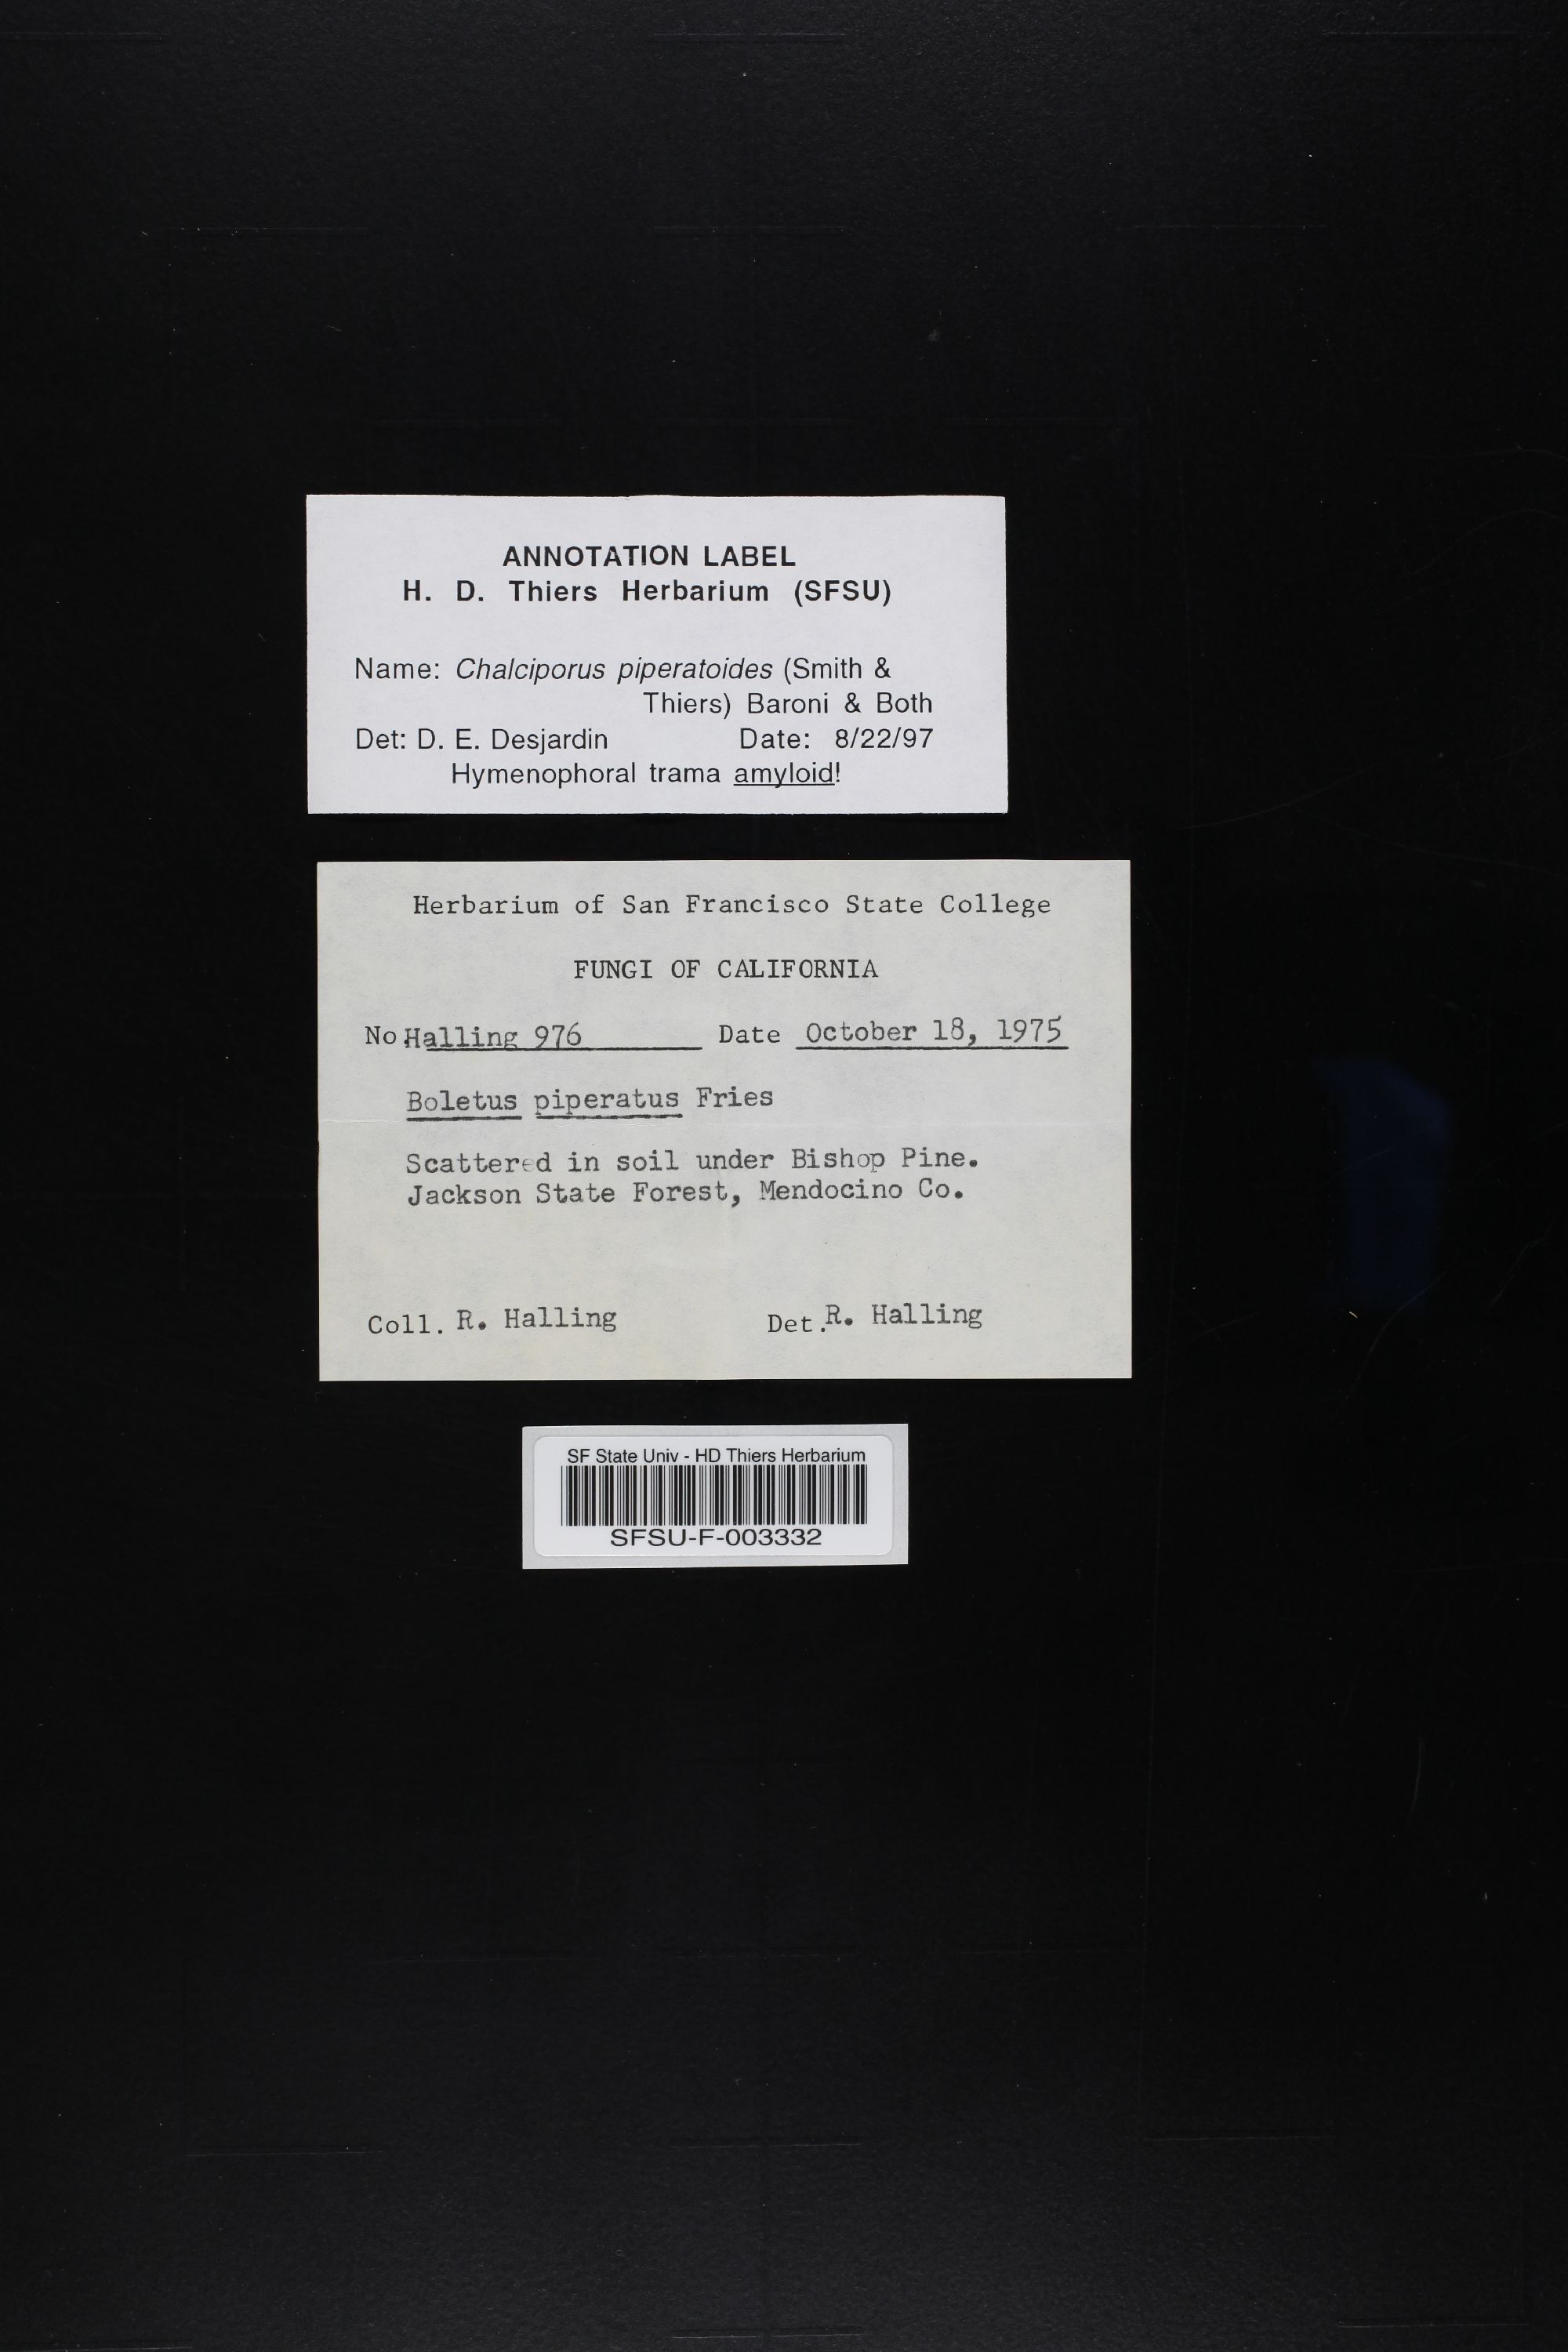 ANNOTATION LABEL
H. D. Thiers Herbarium (SFSU)
Name: Chalciporus piperatoides (Smith &
Thiers) Baroni & Both
Det: D. E. Desjardin Date: 8/22/97
Hymenophoral trama amyloid!
Herbarium of San Francisco State College
FUNGI OF CALIFORNIA
No Halling 976 Date October 18, 1975
Boletus piperatus Fries
Scattered in soil under Bishop Pine.
Jackson State Forest, Mendocino Co.
Coll. R. Halling Det. R. Halling
SF State Univ - HD Thiers Herbarium
SFSU-F-003332